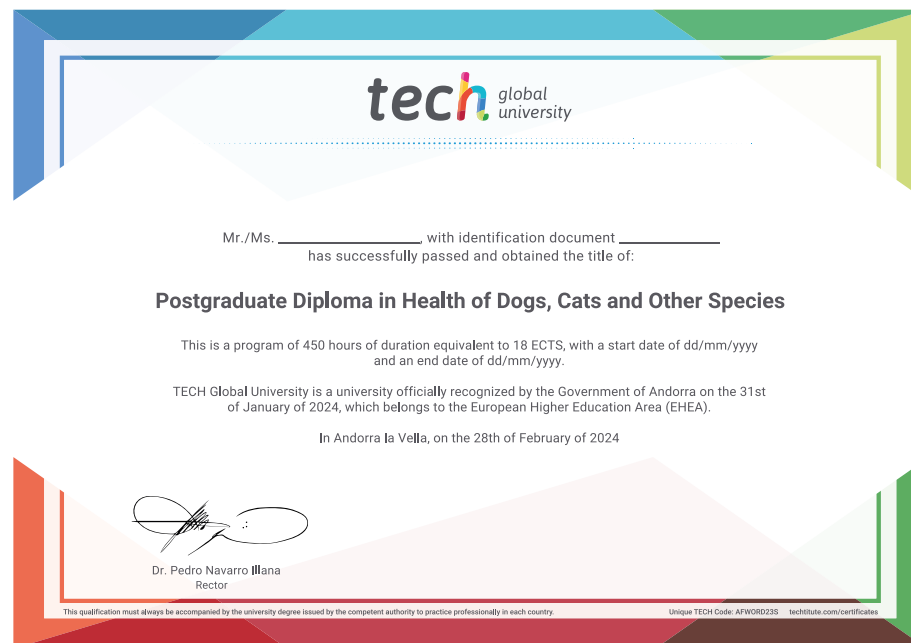 tech global university
Mr./Ms. ____________________, with identification document ______________
has successfully passed and obtained the title of:
Postgraduate Diploma in Health of Dogs, Cats and Other Species
This is a program of 450 hours of duration equivalent to 18 ECTS, with a start date of dd/mm/yyyy
and an end date of dd/mm/yyyy.
TECH Global University is a university officially recognized by the Government of Andorra on the 31st
of January of 2024, which belongs to the European Higher Education Area (EHEA).
In Andorra la Vella, on the 28th of February of 2024
Dr. Pedro Navarro Illana
Rector
This qualification must always be accompanied by the university degree issued by the competent authority to practice professionally in each country.
Unique TECH Code: AFWORD23S techtitute.com/certificates